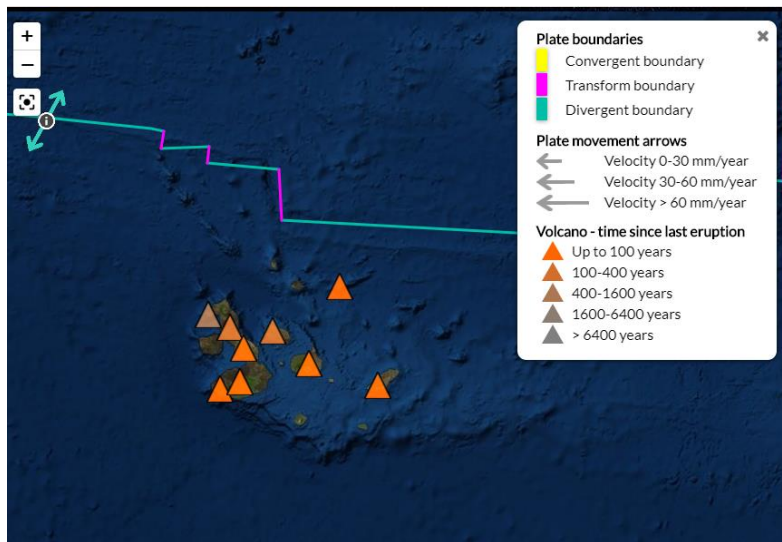 +
−
i
Plate boundaries
✖
Convergent boundary
Transform boundary
Divergent boundary
Plate movement arrows
Velocity 0-30 mm/year
Velocity 30-60 mm/year
Velocity > 60 mm/year
Volcano - time since last eruption
Up to 100 years
100-400 years
400-1600 years
1600-6400 years
> 6400 years